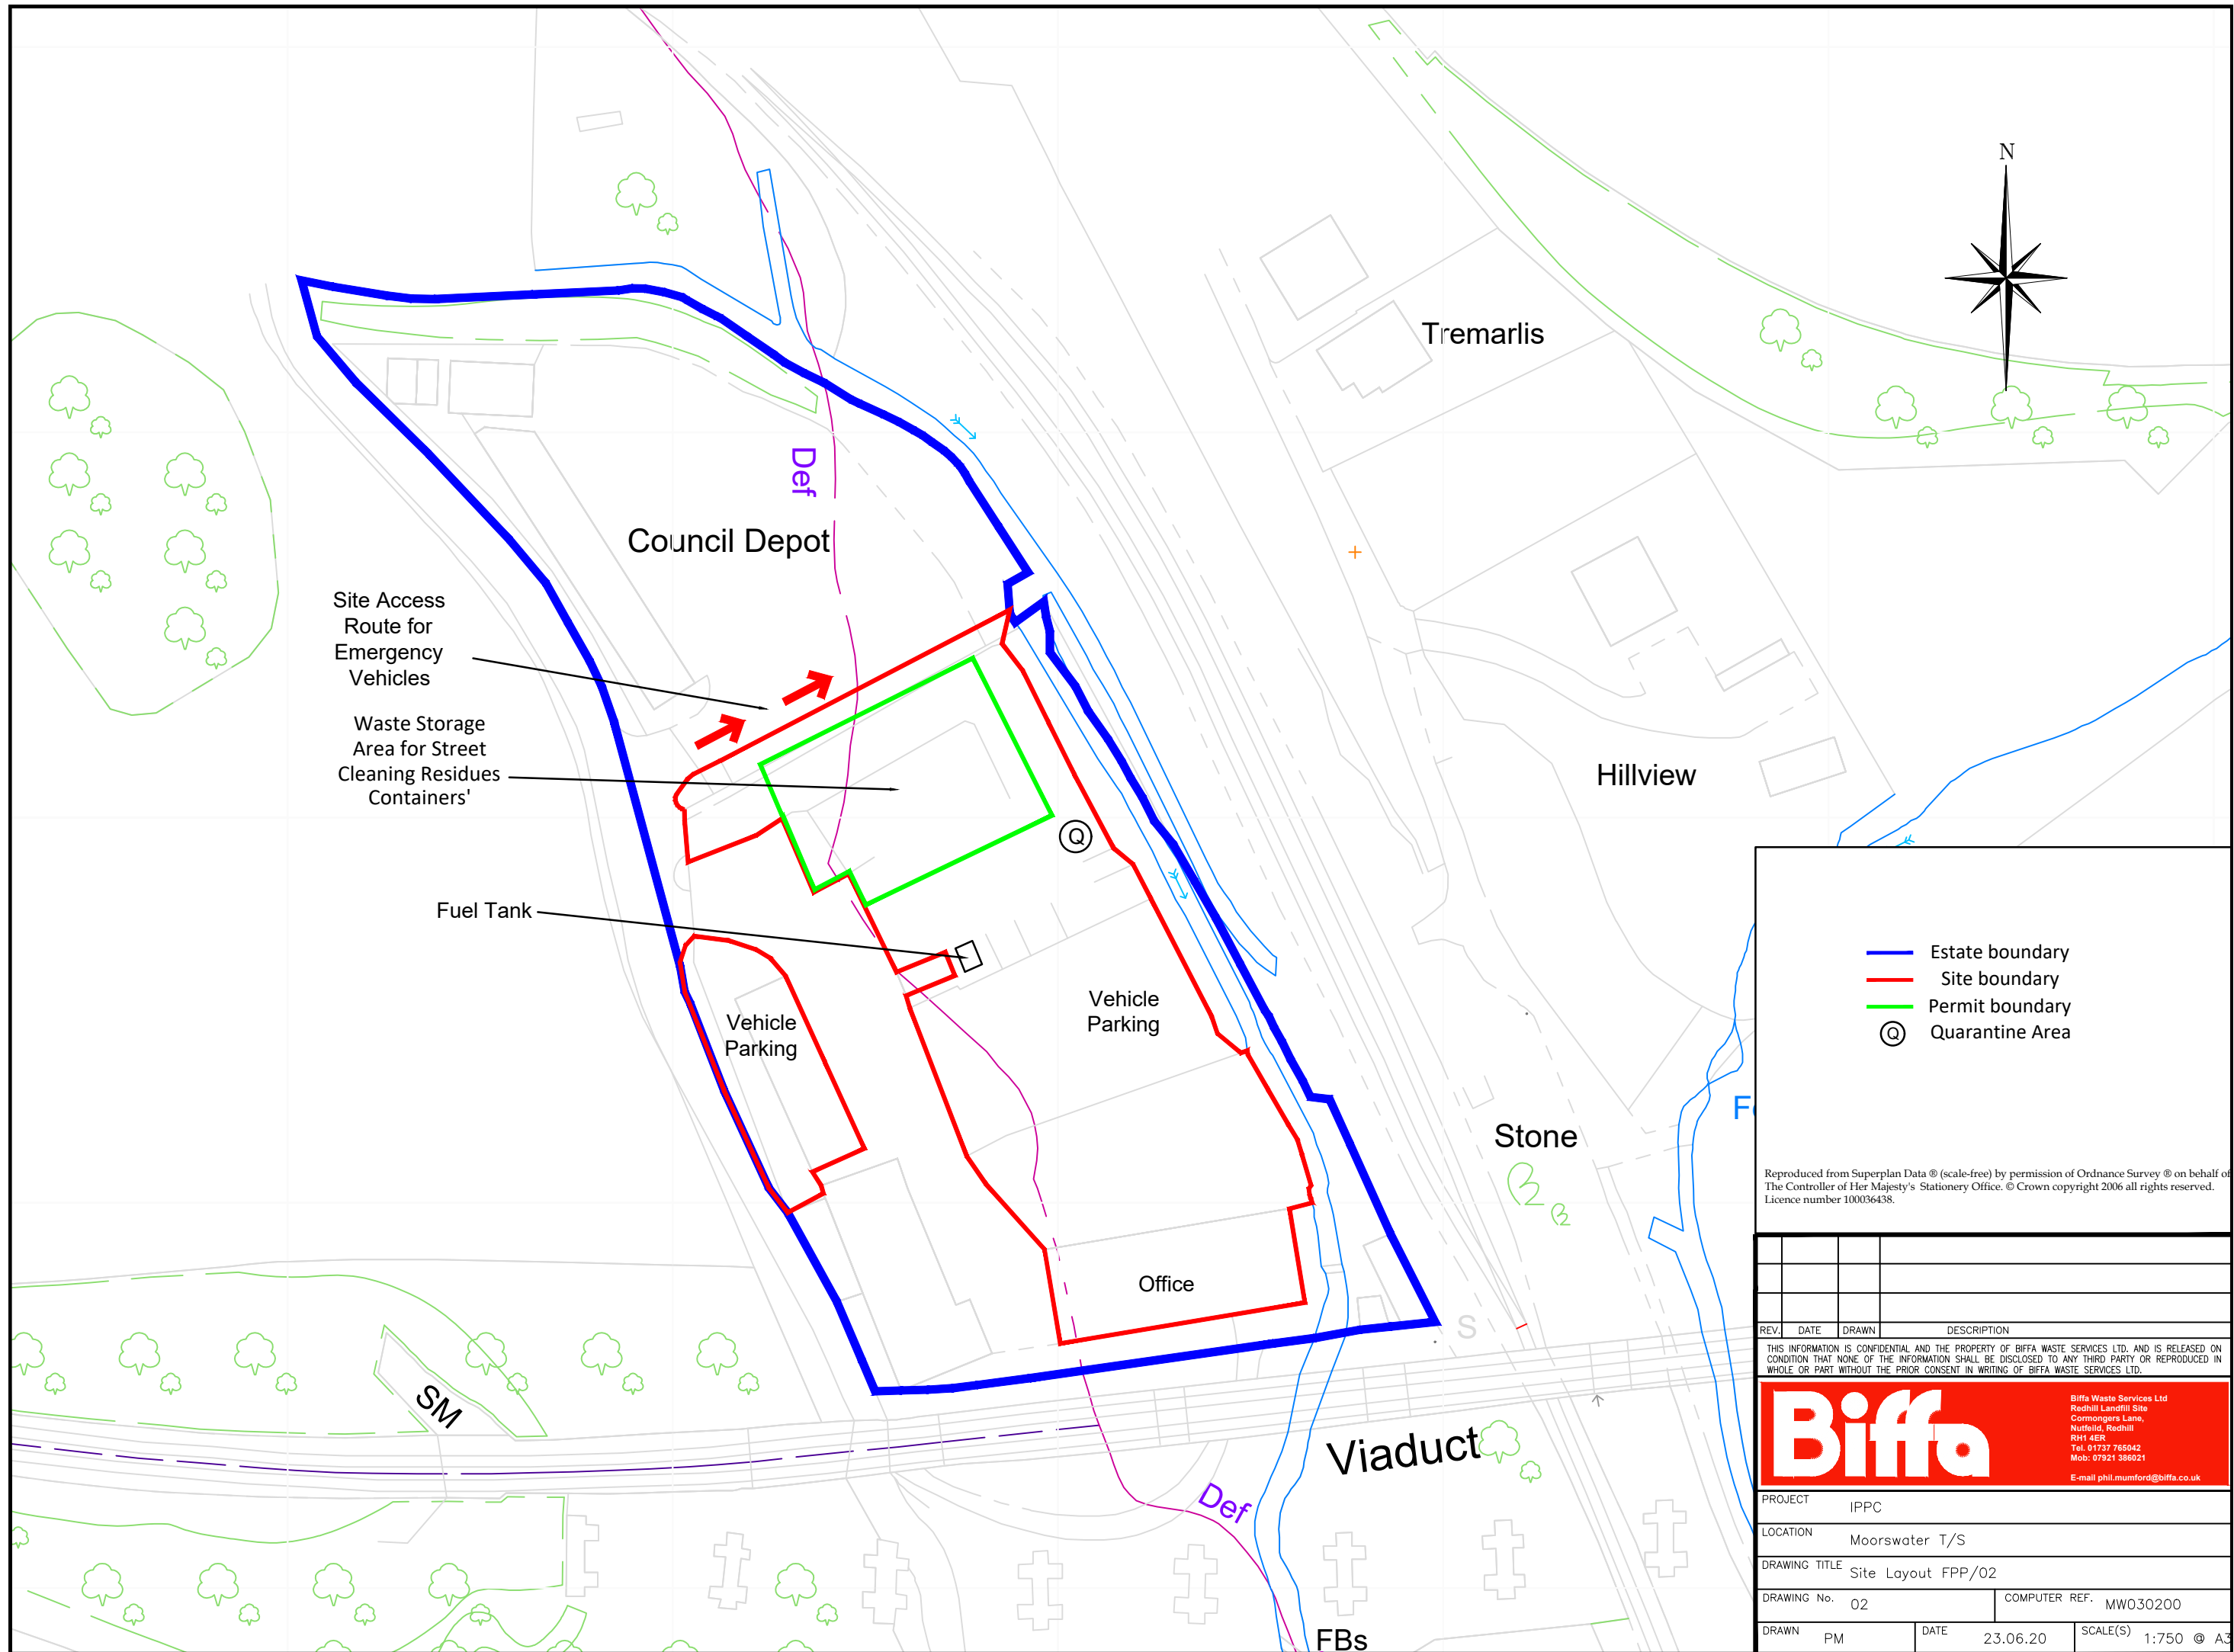 N
Tremarlis
Def
Council Depot
Site Access
Route for
Emergency
Vehicles
Waste Storage
Area for Street
Cleaning Residues
Containers'
Hillview
Q
Fuel Tank
Vehicle
Parking
Vehicle
Parking
Stone
Office
S
SM
Viaduct
Def
FBs
Estate boundary
Site boundary
Permit boundary
Q Quarantine Area
Reproduced from Superplan Data ® (scale-free) by permission of Ordnance Survey ® on behalf of
The Controller of Her Majesty's Stationery Office. © Crown copyright 2006 all rights reserved.
Licence number 100036438.
REV. DATE DRAWN DESCRIPTION
THIS INFORMATION IS CONFIDENTIAL AND THE PROPERTY OF BIFFA WASTE SERVICES LTD. AND IS RELEASED ON
CONDITION THAT NONE OF THE INFORMATION SHALL BE DISCLOSED TO ANY THIRD PARTY OR REPRODUCED IN
WHOLE OR PART WITHOUT THE PRIOR CONSENT IN WRITING OF BIFFA WASTE SERVICES LTD.
Biffa
Biffa Waste Services Ltd
Redhill Landfill Site
Cormongers Lane,
Nutfeild, Redhill
RH1 4ER
Tel. 01737 765042
Mob: 07921 386021
E-mail phil.mumford@biffa.co.uk
PROJECT IPPC
LOCATION Moorswater T/S
DRAWING TITLE Site Layout FPP/02
DRAWING No. 02 COMPUTER REF. MW030200
DRAWN PM DATE 23.06.20 SCALE(S) 1:750 @ A3